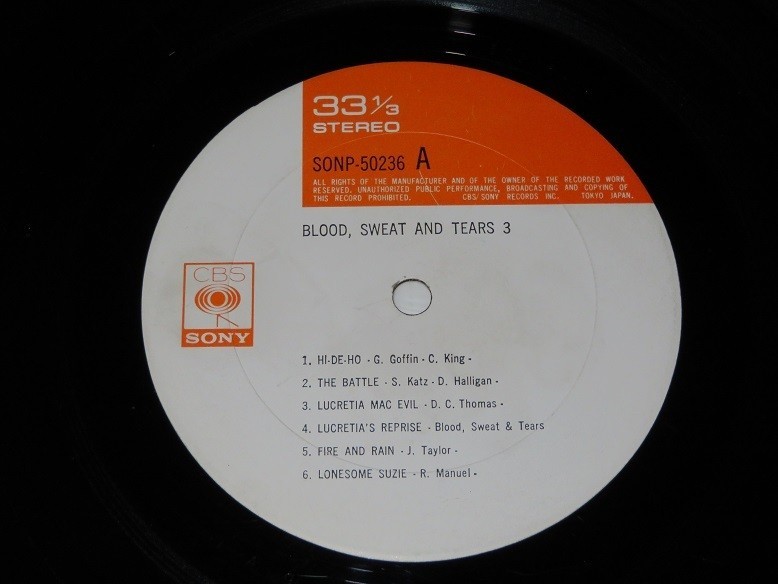 33 1/3
STEREO
SONP-50236 A
ALL RIGHTS OF THE MANUFACTURER AND OF THE OWNER OF THE RECORDED WORK
RESERVED. UNAUTHORIZED PUBLIC PERFORMANCE, BROADCASTING AND COPYING OF
THIS RECORD PROHIBITED. CBS/SONY RECORDS INC. TOKYO JAPAN.
BLOOD, SWEAT AND TEARS 3
CBS
SONY
1. HI-DE-HO - G. Goffin - C. King -
2. THE BATTLE - S. Katz - D. Halligan -
3. LUCRETIA MAC EVIL - D. C. Thomas -
4. LUCRETIA'S REPRISE - Blood, Sweat & Tears
5. FIRE AND RAIN - J. Taylor -
6. LONESOME SUZIE - R. Manuel -